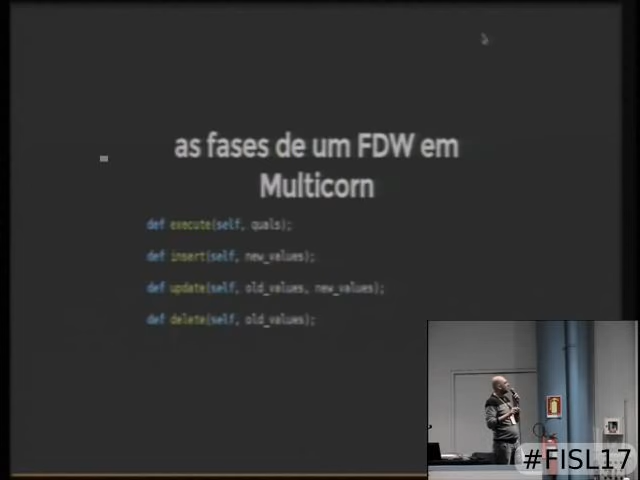 as fases de um FDW em
Multicorn
def execute(self, quals);
def insert(self, new_values);
def update(self, old_values, new_values);
def delete(self, old_values);
#FISL17